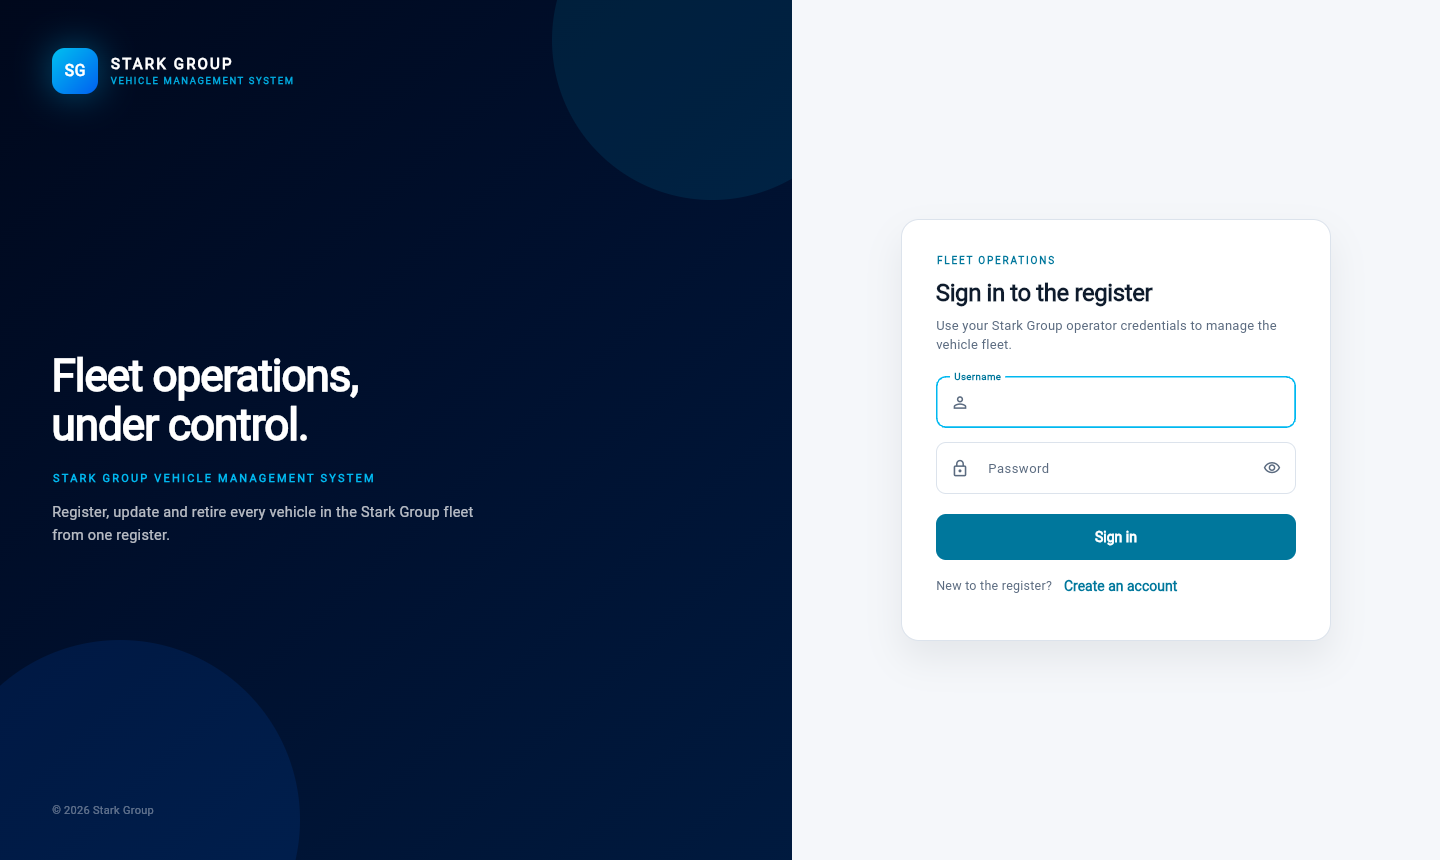 SG
STARK GROUP
VEHICLE MANAGEMENT SYSTEM
Fleet operations,
under control.
STARK GROUP VEHICLE MANAGEMENT SYSTEM
Register, update and retire every vehicle in the Stark Group fleet
from one register.
© 2026 Stark Group
FLEET OPERATIONS
Sign in to the register
Use your Stark Group operator credentials to manage the
vehicle fleet.
Username
Password
Sign in
New to the register? Create an account